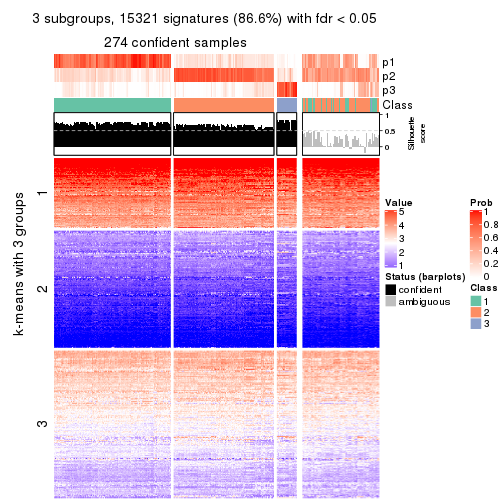 3 subgroups, 15321 signatures (86.6%) with fdr < 0.05
274 confident samples
p1
p2
p3
Class
1
0.5
0
Silhouette
score
k-means with 3 groups
1
2
3
Value
5
4
3
2
1
Status (barplots)
confident
ambiguous
Prob
1
0.8
0.6
0.4
0.2
0
Class
1
2
3